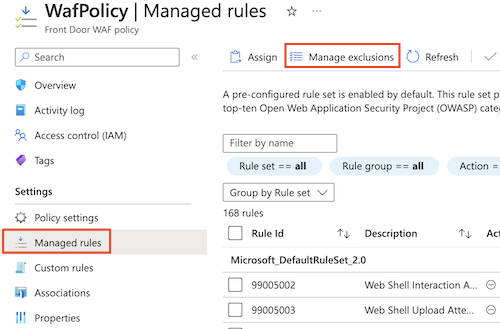 WafPolicy | Managed rules
Front Door WAF policy
Search
Overview
Activity log
Access control (IAM)
Tags
Settings
Policy settings
Managed rules
Custom rules
Associations
Properties
Assign
Manage exclusions
Refresh
A pre-configured rule set is enabled by default. This rule set p
top-ten Open Web Application Security Project (OWASP) cate
Filter by name
Rule set == all
Rule group == all
Action =
Group by Rule set
168 rules
Rule Id
Description
Ac
Microsoft_DefaultRuleSet_2.0
99005002
Web Shell Interaction A...
99005003
Web Shell Upload Atte...